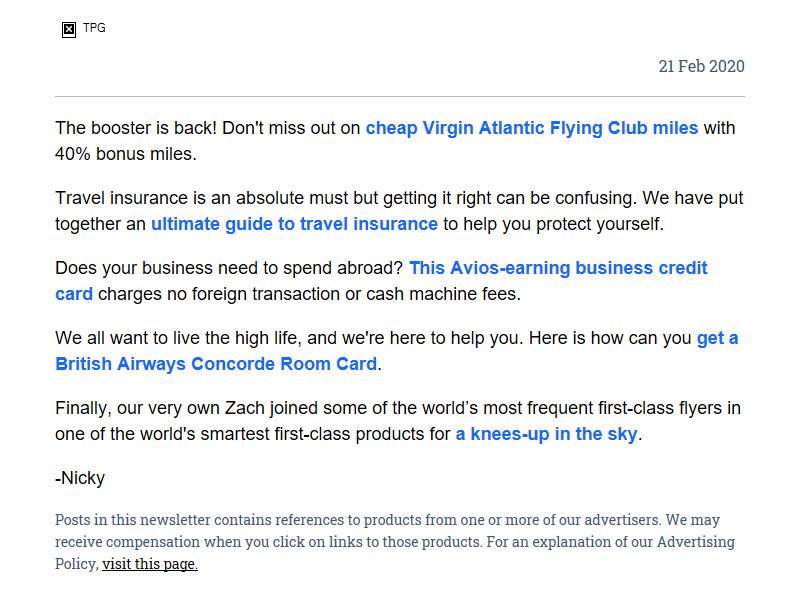 TPG
21 Feb 2020
The booster is back! Don't miss out on cheap Virgin Atlantic Flying Club miles with
40% bonus miles.
Travel insurance is an absolute must but getting it right can be confusing. We have put
together an ultimate guide to travel insurance to help you protect yourself.
Does your business need to spend abroad? This Avios-earning business credit
card charges no foreign transaction or cash machine fees.
We all want to live the high life, and we're here to help you. Here is how can you get a
British Airways Concorde Room Card.
Finally, our very own Zach joined some of the world’s most frequent first-class flyers in
one of the world's smartest first-class products for a knees-up in the sky.
-Nicky
Posts in this newsletter contains references to products from one or more of our advertisers. We may
receive compensation when you click on links to those products. For an explanation of our Advertising
Policy, visit this page.